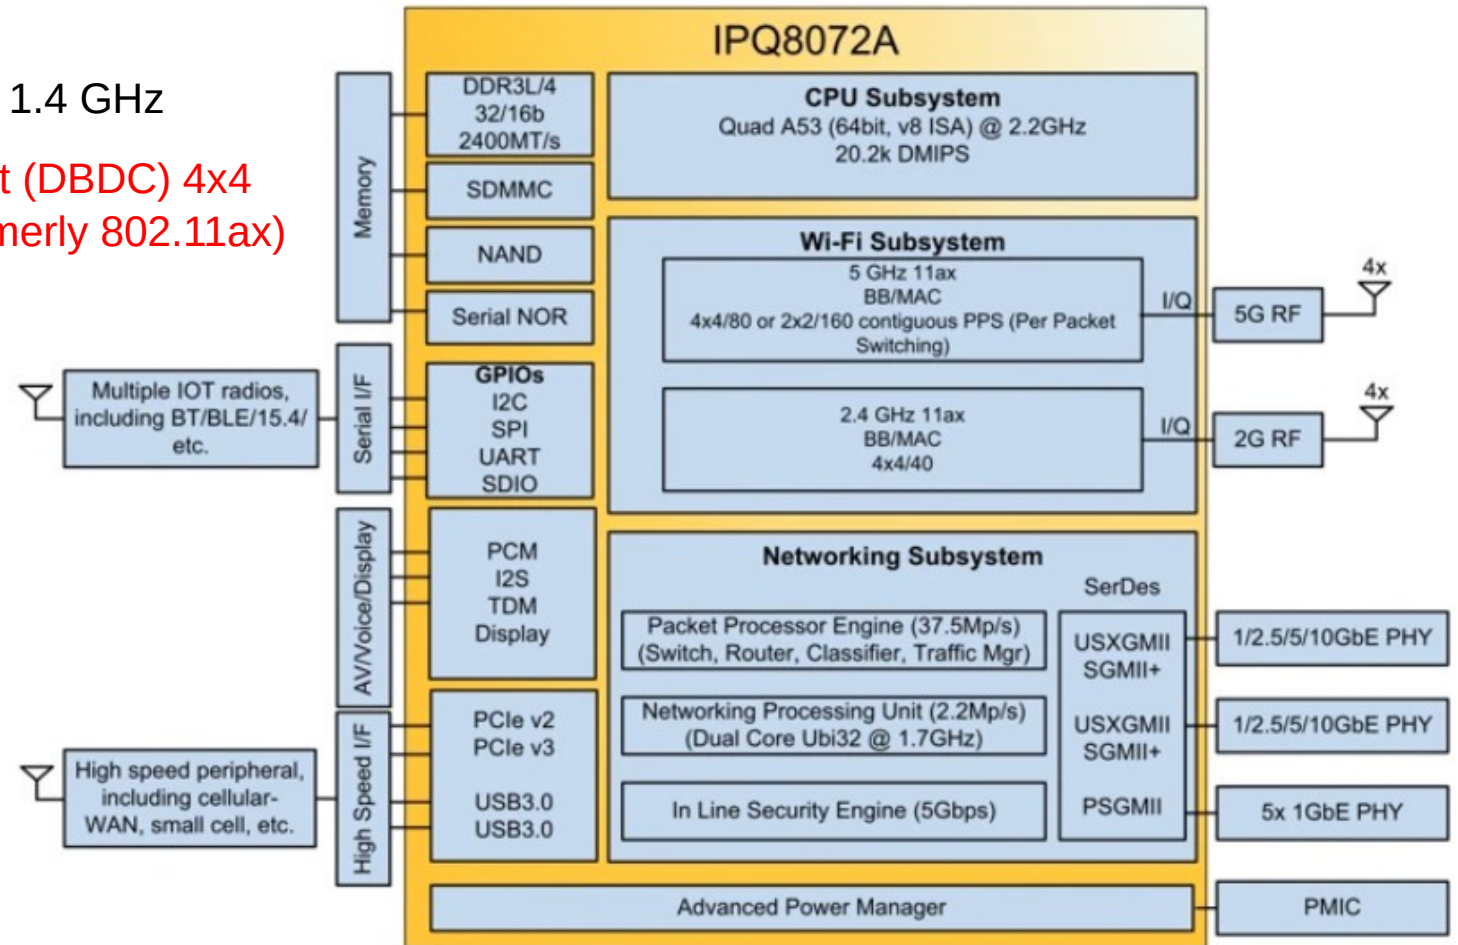 1.4 GHz
t (DBDC) 4x4
merly 802.11ax)
IPQ8072A
Memory
DDR3L/4
32/16b
2400MT/s
SDMMC
NAND
Serial NOR
CPU Subsystem
Quad A53 (64bit, v8 ISA) @ 2.2GHz
20.2k DMIPS
Wi-Fi Subsystem
5 GHz 11ax
BB/MAC
4x4/80 or 2x2/160 contiguous PPS (Per Packet
Switching)
I/Q
5G RF
4x
2.4 GHz 11ax
BB/MAC
4x4/40
I/Q
2G RF
4x
Multiple IOT radios,
including BT/BLE/15.4/
etc.
Serial I/F
GPIOs
I2C
SPI
UART
SDIO
AV/Voice/Display
PCM
I2S
TDM
Display
High speed peripheral,
including cellular-
WAN, small cell, etc.
High Speed I/F
PCIe v2
PCIe v3
USB3.0
USB3.0
Networking Subsystem
Packet Processor Engine (37.5Mp/s)
(Switch, Router, Classifier, Traffic Mgr)
Networking Processing Unit (2.2Mp/s)
(Dual Core Ubi32 @ 1.7GHz)
In Line Security Engine (5Gbps)
SerDes
USXGMII
SGMII+
USXGMII
SGMII+
PSGMII
1/2.5/5/10GbE PHY
1/2.5/5/10GbE PHY
5x 1GbE PHY
Advanced Power Manager
PMIC